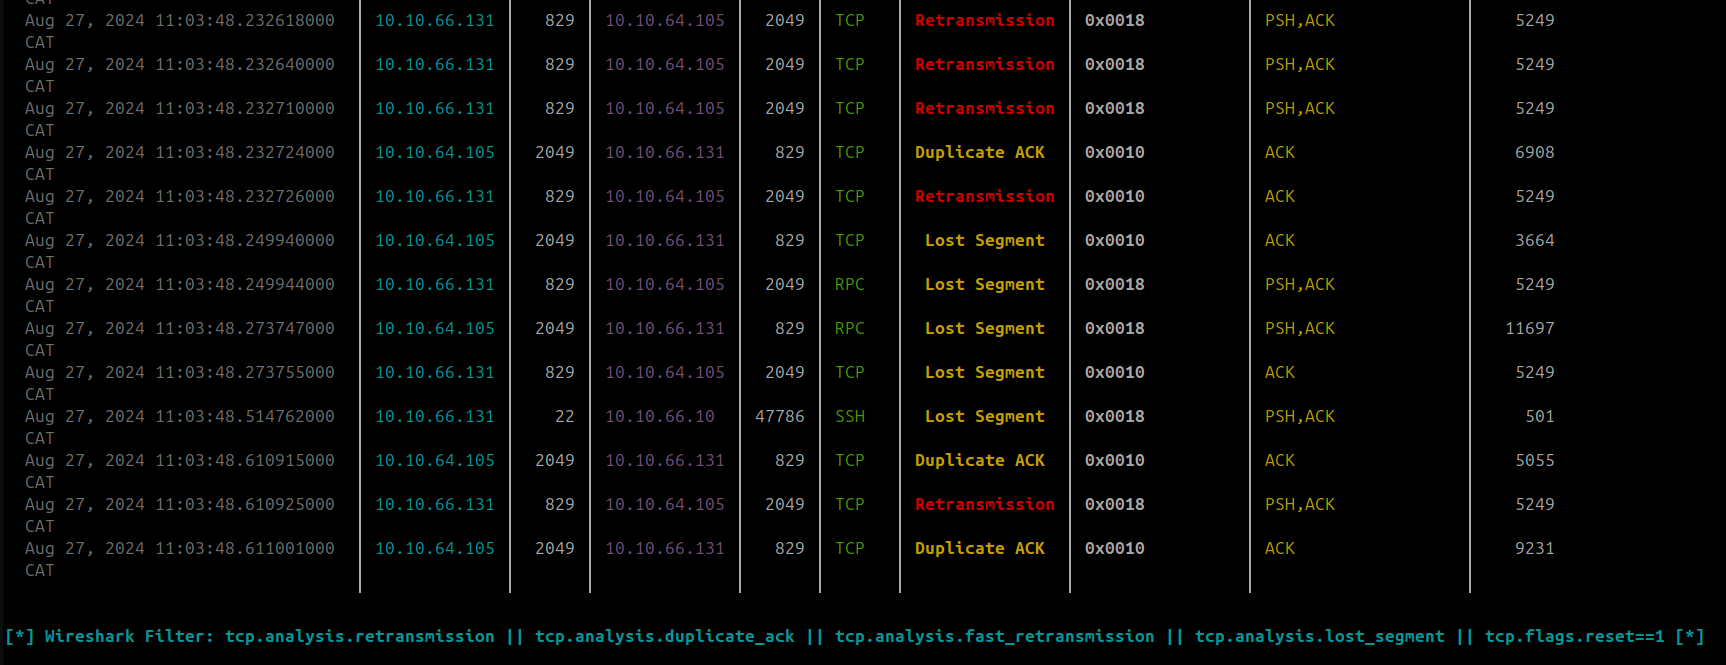 CAT
Aug 27, 2024 11:03:48.232618000 10.10.66.131 829 10.10.64.105 2049 TCP Retransmission 0x0018 PSH,ACK 5249
CAT
Aug 27, 2024 11:03:48.232640000 10.10.66.131 829 10.10.64.105 2049 TCP Retransmission 0x0018 PSH,ACK 5249
CAT
Aug 27, 2024 11:03:48.232710000 10.10.66.131 829 10.10.64.105 2049 TCP Retransmission 0x0018 PSH,ACK 5249
CAT
Aug 27, 2024 11:03:48.232724000 10.10.64.105 2049 10.10.66.131 829 TCP Duplicate ACK 0x0010 ACK 6908
CAT
Aug 27, 2024 11:03:48.232726000 10.10.66.131 829 10.10.64.105 2049 TCP Retransmission 0x0010 ACK 5249
CAT
Aug 27, 2024 11:03:48.249940000 10.10.64.105 2049 10.10.66.131 829 TCP Lost Segment 0x0010 ACK 3664
CAT
Aug 27, 2024 11:03:48.249944000 10.10.66.131 829 10.10.64.105 2049 RPC Lost Segment 0x0018 PSH,ACK 5249
CAT
Aug 27, 2024 11:03:48.273747000 10.10.64.105 2049 10.10.66.131 829 RPC Lost Segment 0x0018 PSH,ACK 11697
CAT
Aug 27, 2024 11:03:48.273755000 10.10.66.131 829 10.10.64.105 2049 TCP Lost Segment 0x0010 ACK 5249
CAT
Aug 27, 2024 11:03:48.514762000 10.10.66.131 22 10.10.66.10 47786 SSH Lost Segment 0x0018 PSH,ACK 501
CAT
Aug 27, 2024 11:03:48.610915000 10.10.64.105 2049 10.10.66.131 829 TCP Duplicate ACK 0x0010 ACK 5055
CAT
Aug 27, 2024 11:03:48.610925000 10.10.66.131 829 10.10.64.105 2049 TCP Retransmission 0x0018 PSH,ACK 5249
CAT
Aug 27, 2024 11:03:48.611001000 10.10.64.105 2049 10.10.66.131 829 TCP Duplicate ACK 0x0010 ACK 9231
CAT
[*] Wireshark Filter: tcp.analysis.retransmission || tcp.analysis.duplicate_ack || tcp.analysis.fast_retransmission || tcp.analysis.lost_segment || tcp.flags.reset==1 [*]